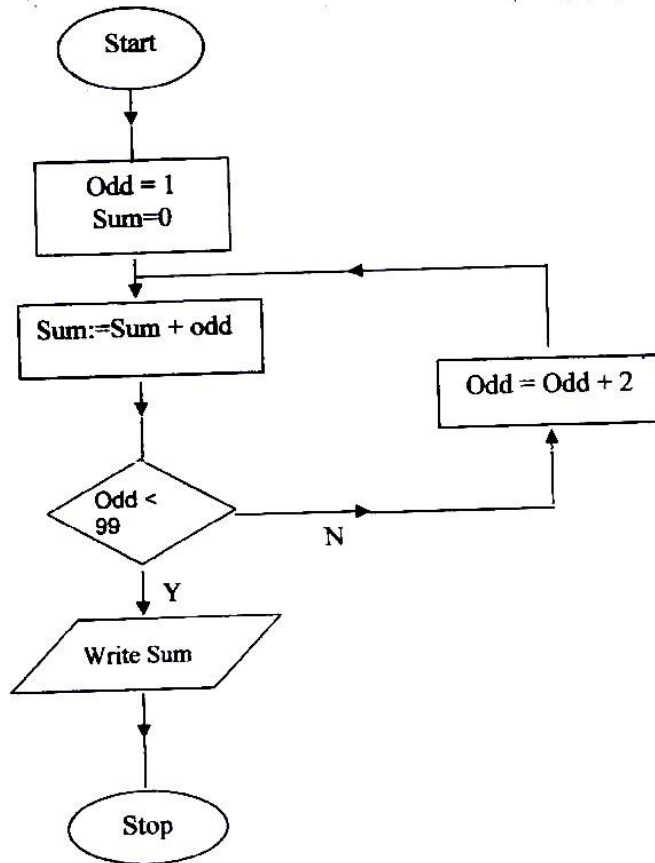 Start
Odd = 1
Sum=0
Sum:=Sum + odd
Odd = Odd + 2
Odd <
99
N
Y
Write Sum
Stop